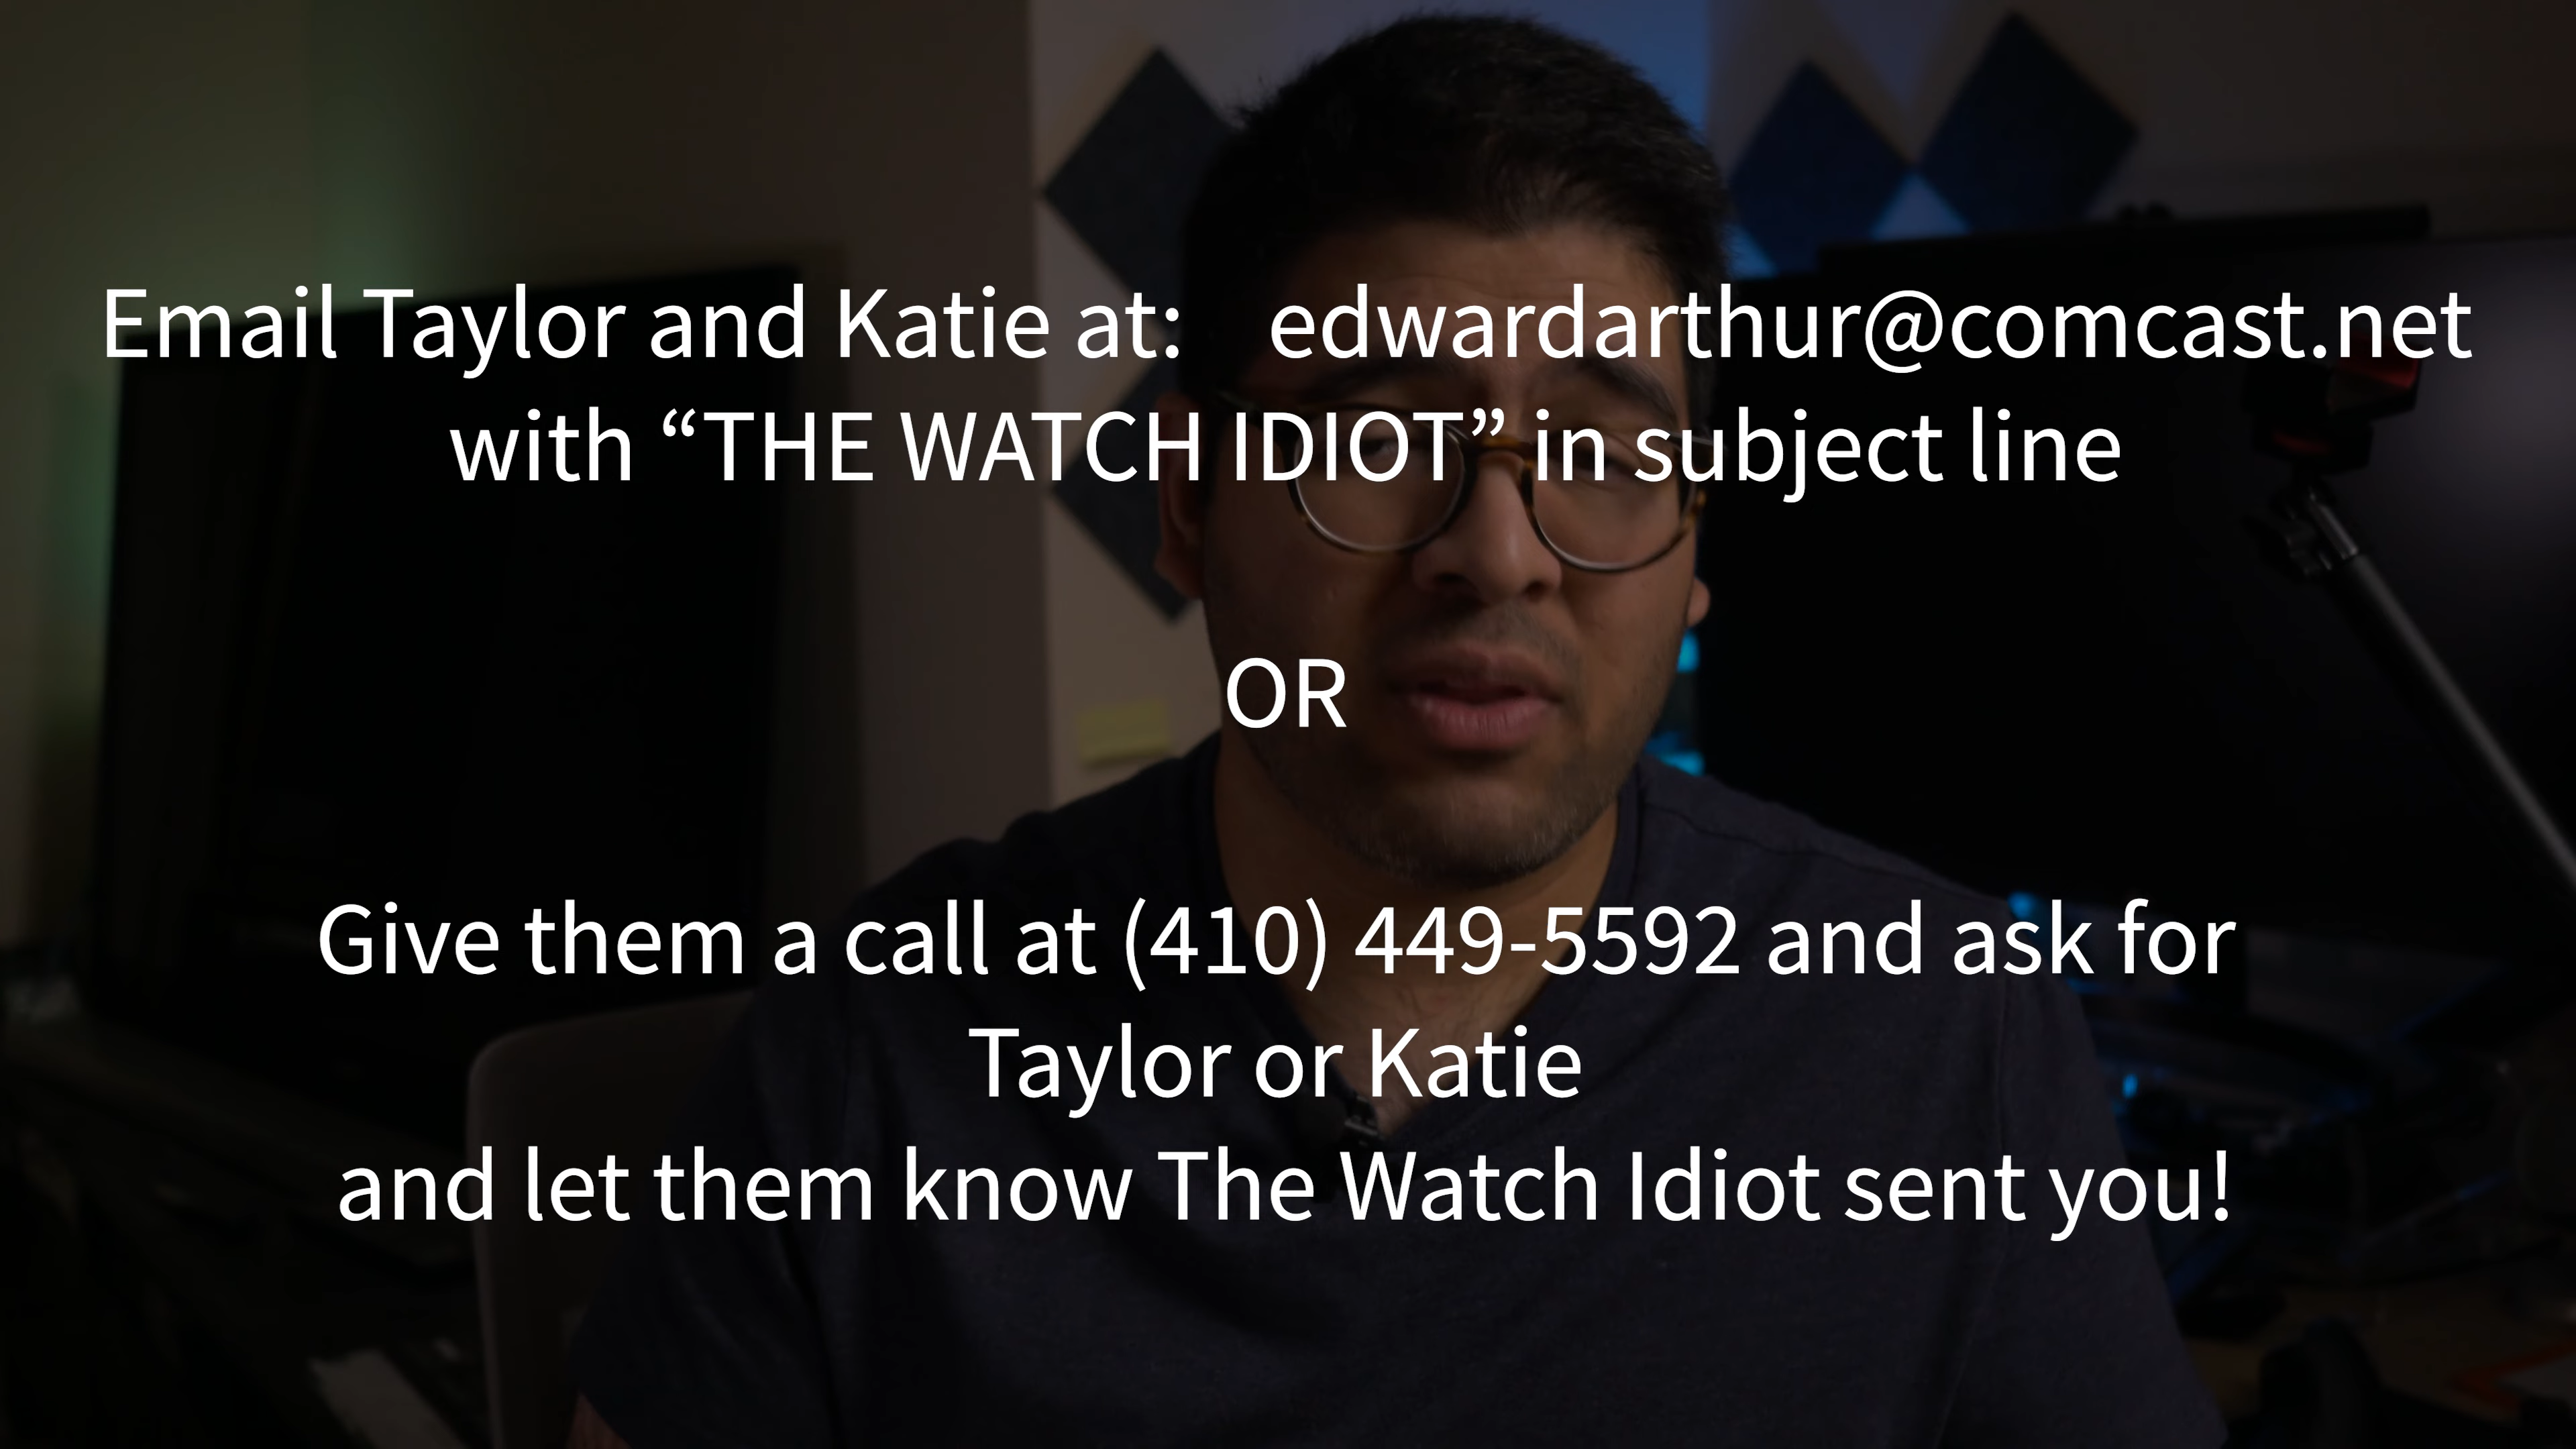 Email Taylor and Katie at: edwardarthur@comcast.net
with “THE WATCH IDIOT” in subject line
OR
Give them a call at (410) 449-5592 and ask for
Taylor or Katie
and let them know The Watch Idiot sent you!